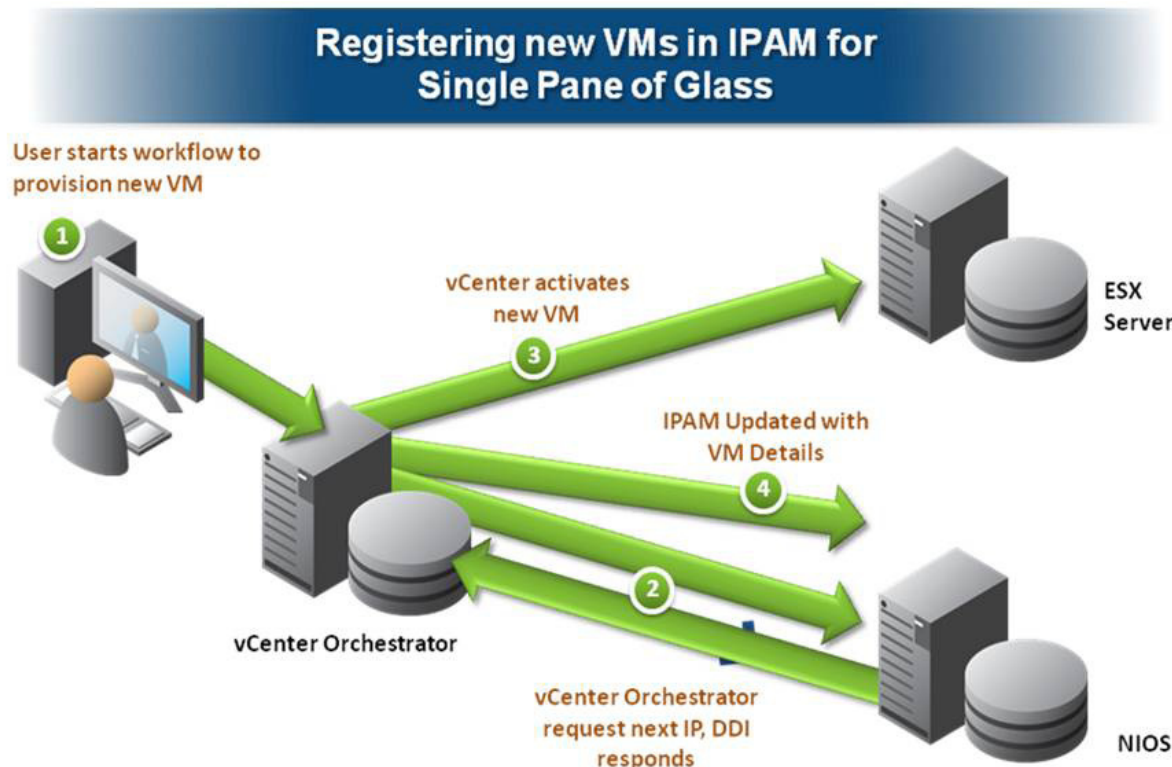 Registering new VMs in IPAM for
Single Pane of Glass
User starts workflow to
provision new VM
1
vCenter activates
new VM
3
ESX
Server
IPAM Updated with
VM Details
4
2
vCenter Orchestrator
vCenter Orchestrator
request next IP, DDI
responds
NIOS